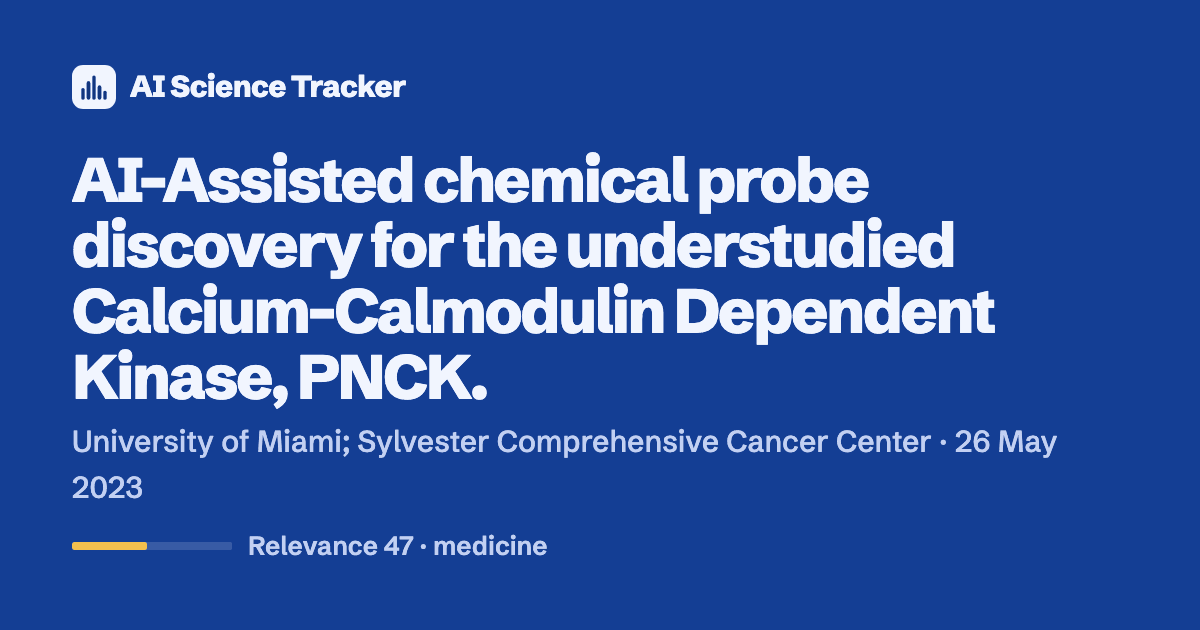 AI Science Tracker
AI-Assisted chemical probe
discovery for the understudied
Calcium-Calmodulin Dependent
Kinase, PNCK.
University of Miami; Sylvester Comprehensive Cancer Center · 26 May
2023
Relevance 47 · medicine